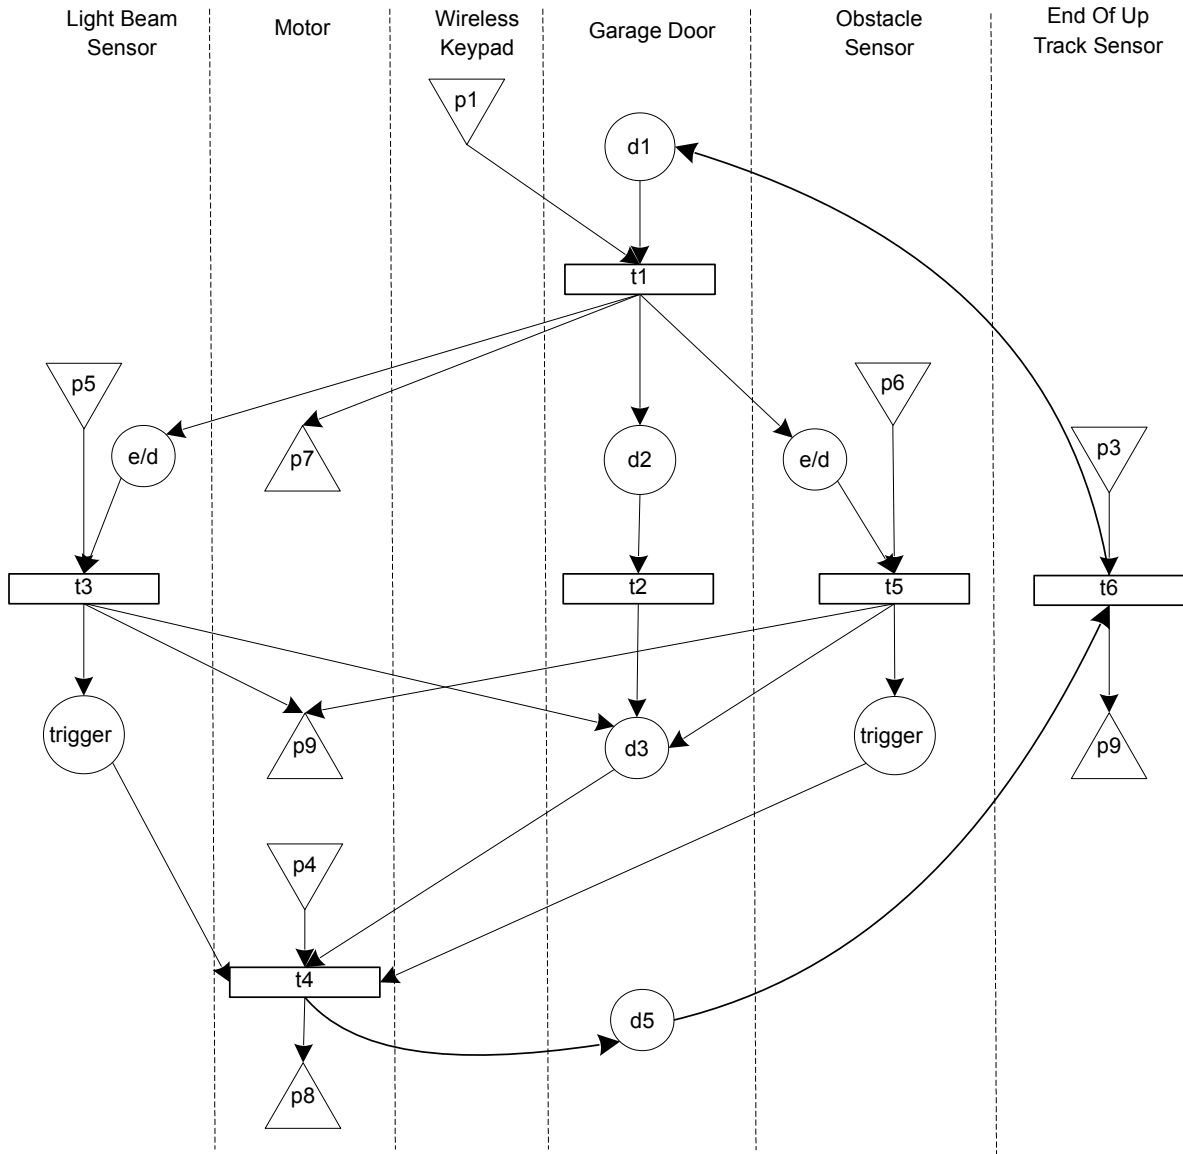 Light Beam
Sensor
Motor
Wireless
Keypad
Garage Door
Obstacle
Sensor
End Of Up
Track Sensor
p1
d1
t1
p5
p6
e/d
p7
d2
e/d
p3
t3
t2
t5
t6
trigger
p9
d3
trigger
p9
p4
t4
d5
p8